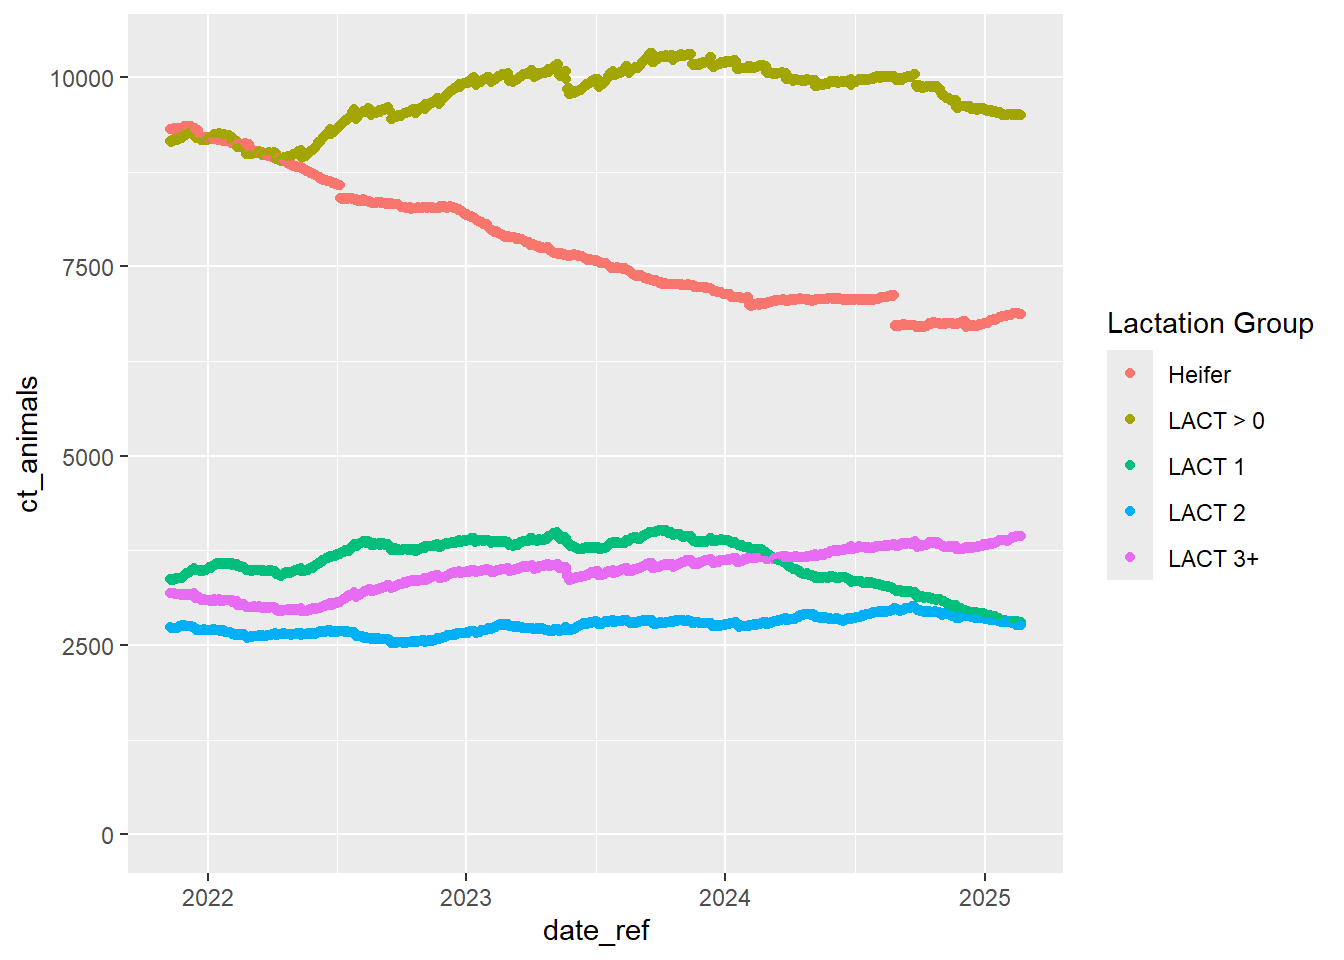 10000
7500
5000
2500
0
ct_animals
2022 2023 2024 2025
date_ref
Lactation Group
Heifer
LACT > 0
LACT 1
LACT 2
LACT 3+